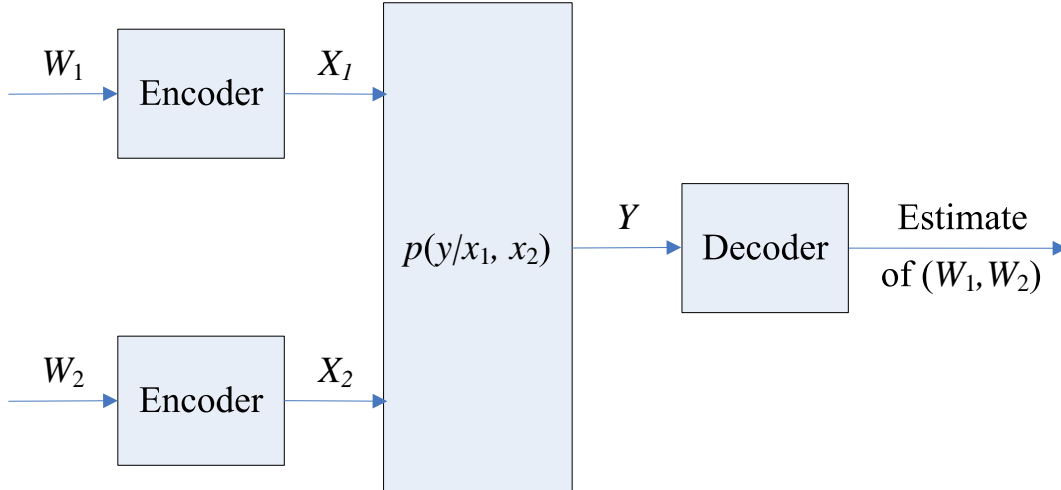 W₁
Encoder
X₁
p(y/x₁, x₂)
Y
Decoder
Estimate
of (W₁,W₂)
W₂
Encoder
X₂